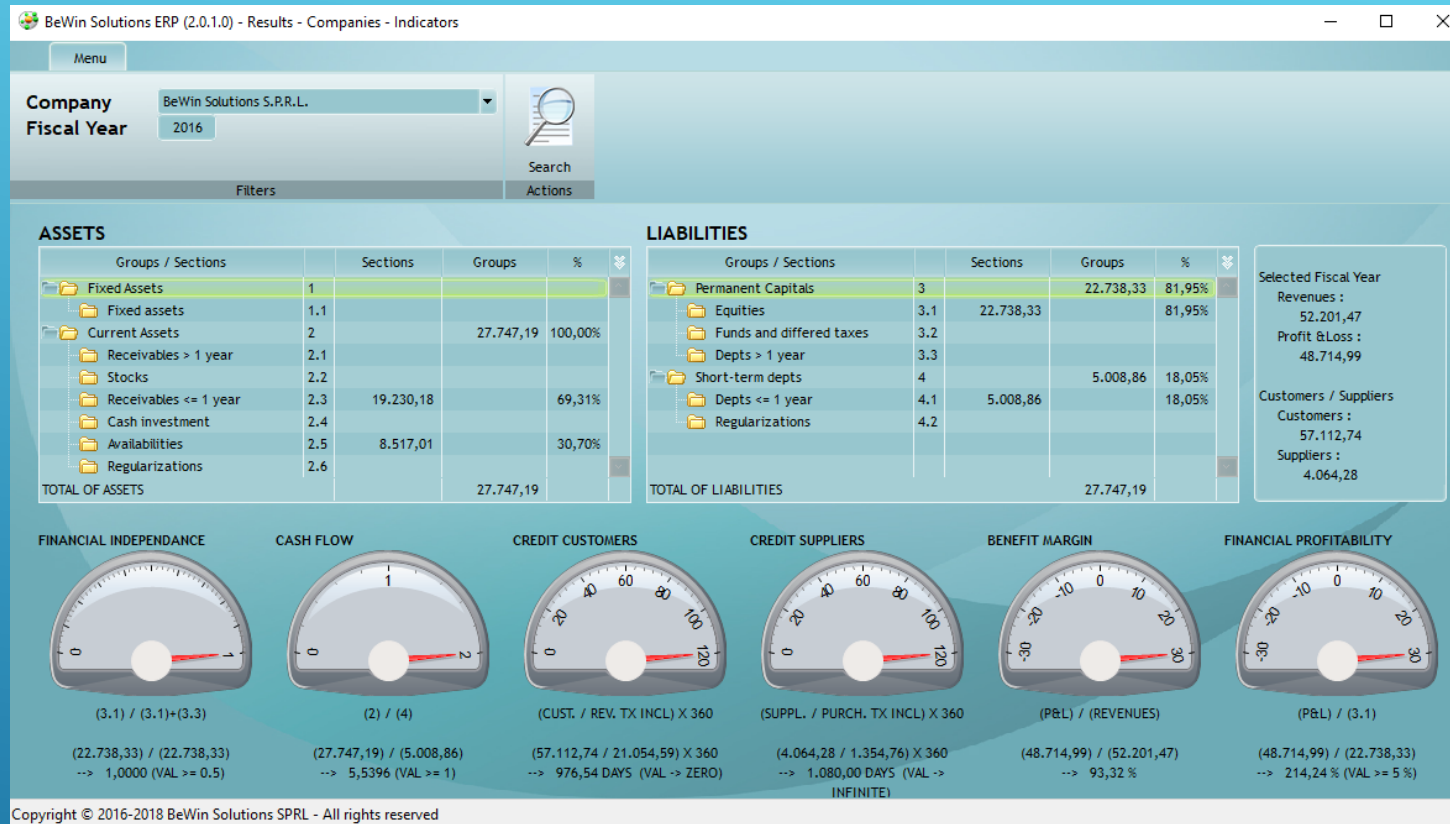 BeWin Solutions ERP (2.0.1.0) - Results - Companies - Indicators
Menu
Company BeWin Solutions S.P.R.L.
Fiscal Year 2016
Search
Filters Actions
ASSETS
Groups / Sections Sections Groups %
Fixed Assets 1
Fixed assets 1.1
Current Assets 2 27.747,19 100,00%
Receivables > 1 year 2.1
Stocks 2.2
Receivables <= 1 year 2.3 19.230,18 69,31%
Cash investment 2.4
Availabilities 2.5 8.517,01 30,70%
Regularizations 2.6
TOTAL OF ASSETS 27.747,19
LIABILITIES
Groups / Sections Sections Groups %
Permanent Capitals 3 22.738,33 81,95%
Equities 3.1 22.738,33 81,95%
Funds and differed taxes 3.2
Depts > 1 year 3.3
Short-term depts 4 5.008,86 18,05%
Depts <= 1 year 4.1 5.008,86 18,05%
Regularizations 4.2
TOTAL OF LIABILITIES 27.747,19
Selected Fiscal Year
Revenues :
52.201,47
Profit &Loss :
48.714,99
Customers / Suppliers
Customers :
57.112,74
Suppliers :
4.064,28
FINANCIAL INDEPENDANCE
0 1
(3.1) / (3.1)+(3.3)
(22.738,33) / (22.738,33)
--> 1,0000 (VAL >= 0.5)
CASH FLOW
0 1 2
(2) / (4)
(27.747,19) / (5.008,86)
--> 5,5396 (VAL >= 1)
CREDIT CUSTOMERS
0 20 40 60 80 100 120
(CUST. / REV. TX INCL) X 360
(57.112,74 / 21.054,59) X 360
--> 976,54 DAYS (VAL -> ZERO)
CREDIT SUPPLIERS
0 20 40 60 80 100 120
(SUPPL. / PURCH. TX INCL) X 360
(4.064,28 / 1.354,76) X 360
--> 1.080,00 DAYS (VAL ->
INFINITE)
BENEFIT MARGIN
-30 -20 -10 0 10 20 30
(P&L) / (REVENUES)
(48.714,99) / (52.201,47)
--> 93,32 %
FINANCIAL PROFITABILITY
-30 -20 -10 0 10 20 30
(P&L) / (3.1)
(48.714,99) / (22.738,33)
--> 214,24 % (VAL >= 5 %)
Copyright © 2016-2018 BeWin Solutions SPRL - All rights reserved